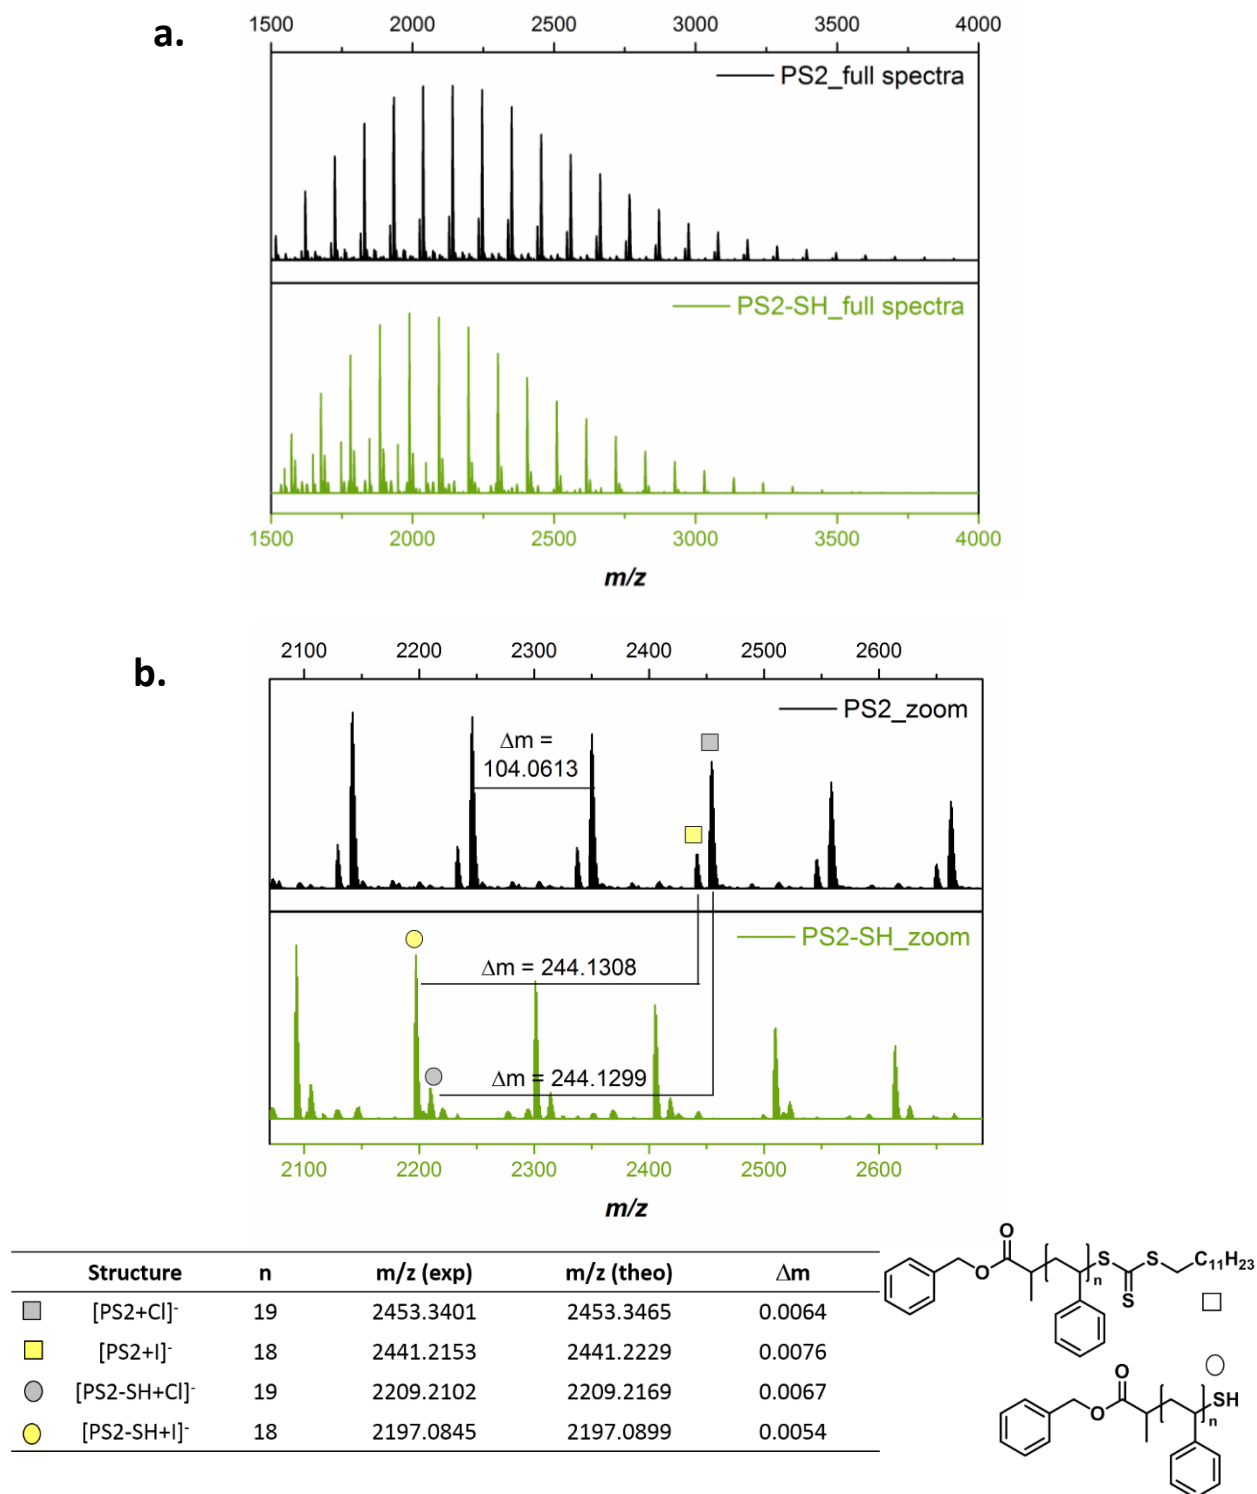 a.
1500 2000 2500 3000 3500 4000
PS2_full spectra
PS2-SH_full spectra
1500 2000 2500 3000 3500 4000
m/z
b.
2100 2200 2300 2400 2500 2600
PS2_zoom
Δm =
104.0613
PS2-SH_zoom
Δm = 244.1308
Δm = 244.1299
2100 2200 2300 2400 2500 2600
m/z
Structure n m/z (exp) m/z (theo) Δm
[PS2+Cl]⁻ 19 2453.3401 2453.3465 0.0064
[PS2+I]⁻ 18 2441.2153 2441.2229 0.0076
[PS2-SH+Cl]⁻ 19 2209.2102 2209.2169 0.0067
[PS2-SH+I]⁻ 18 2197.0845 2197.0899 0.0054
O
O n S S C₁₁H₂₃
S
O
O n SH